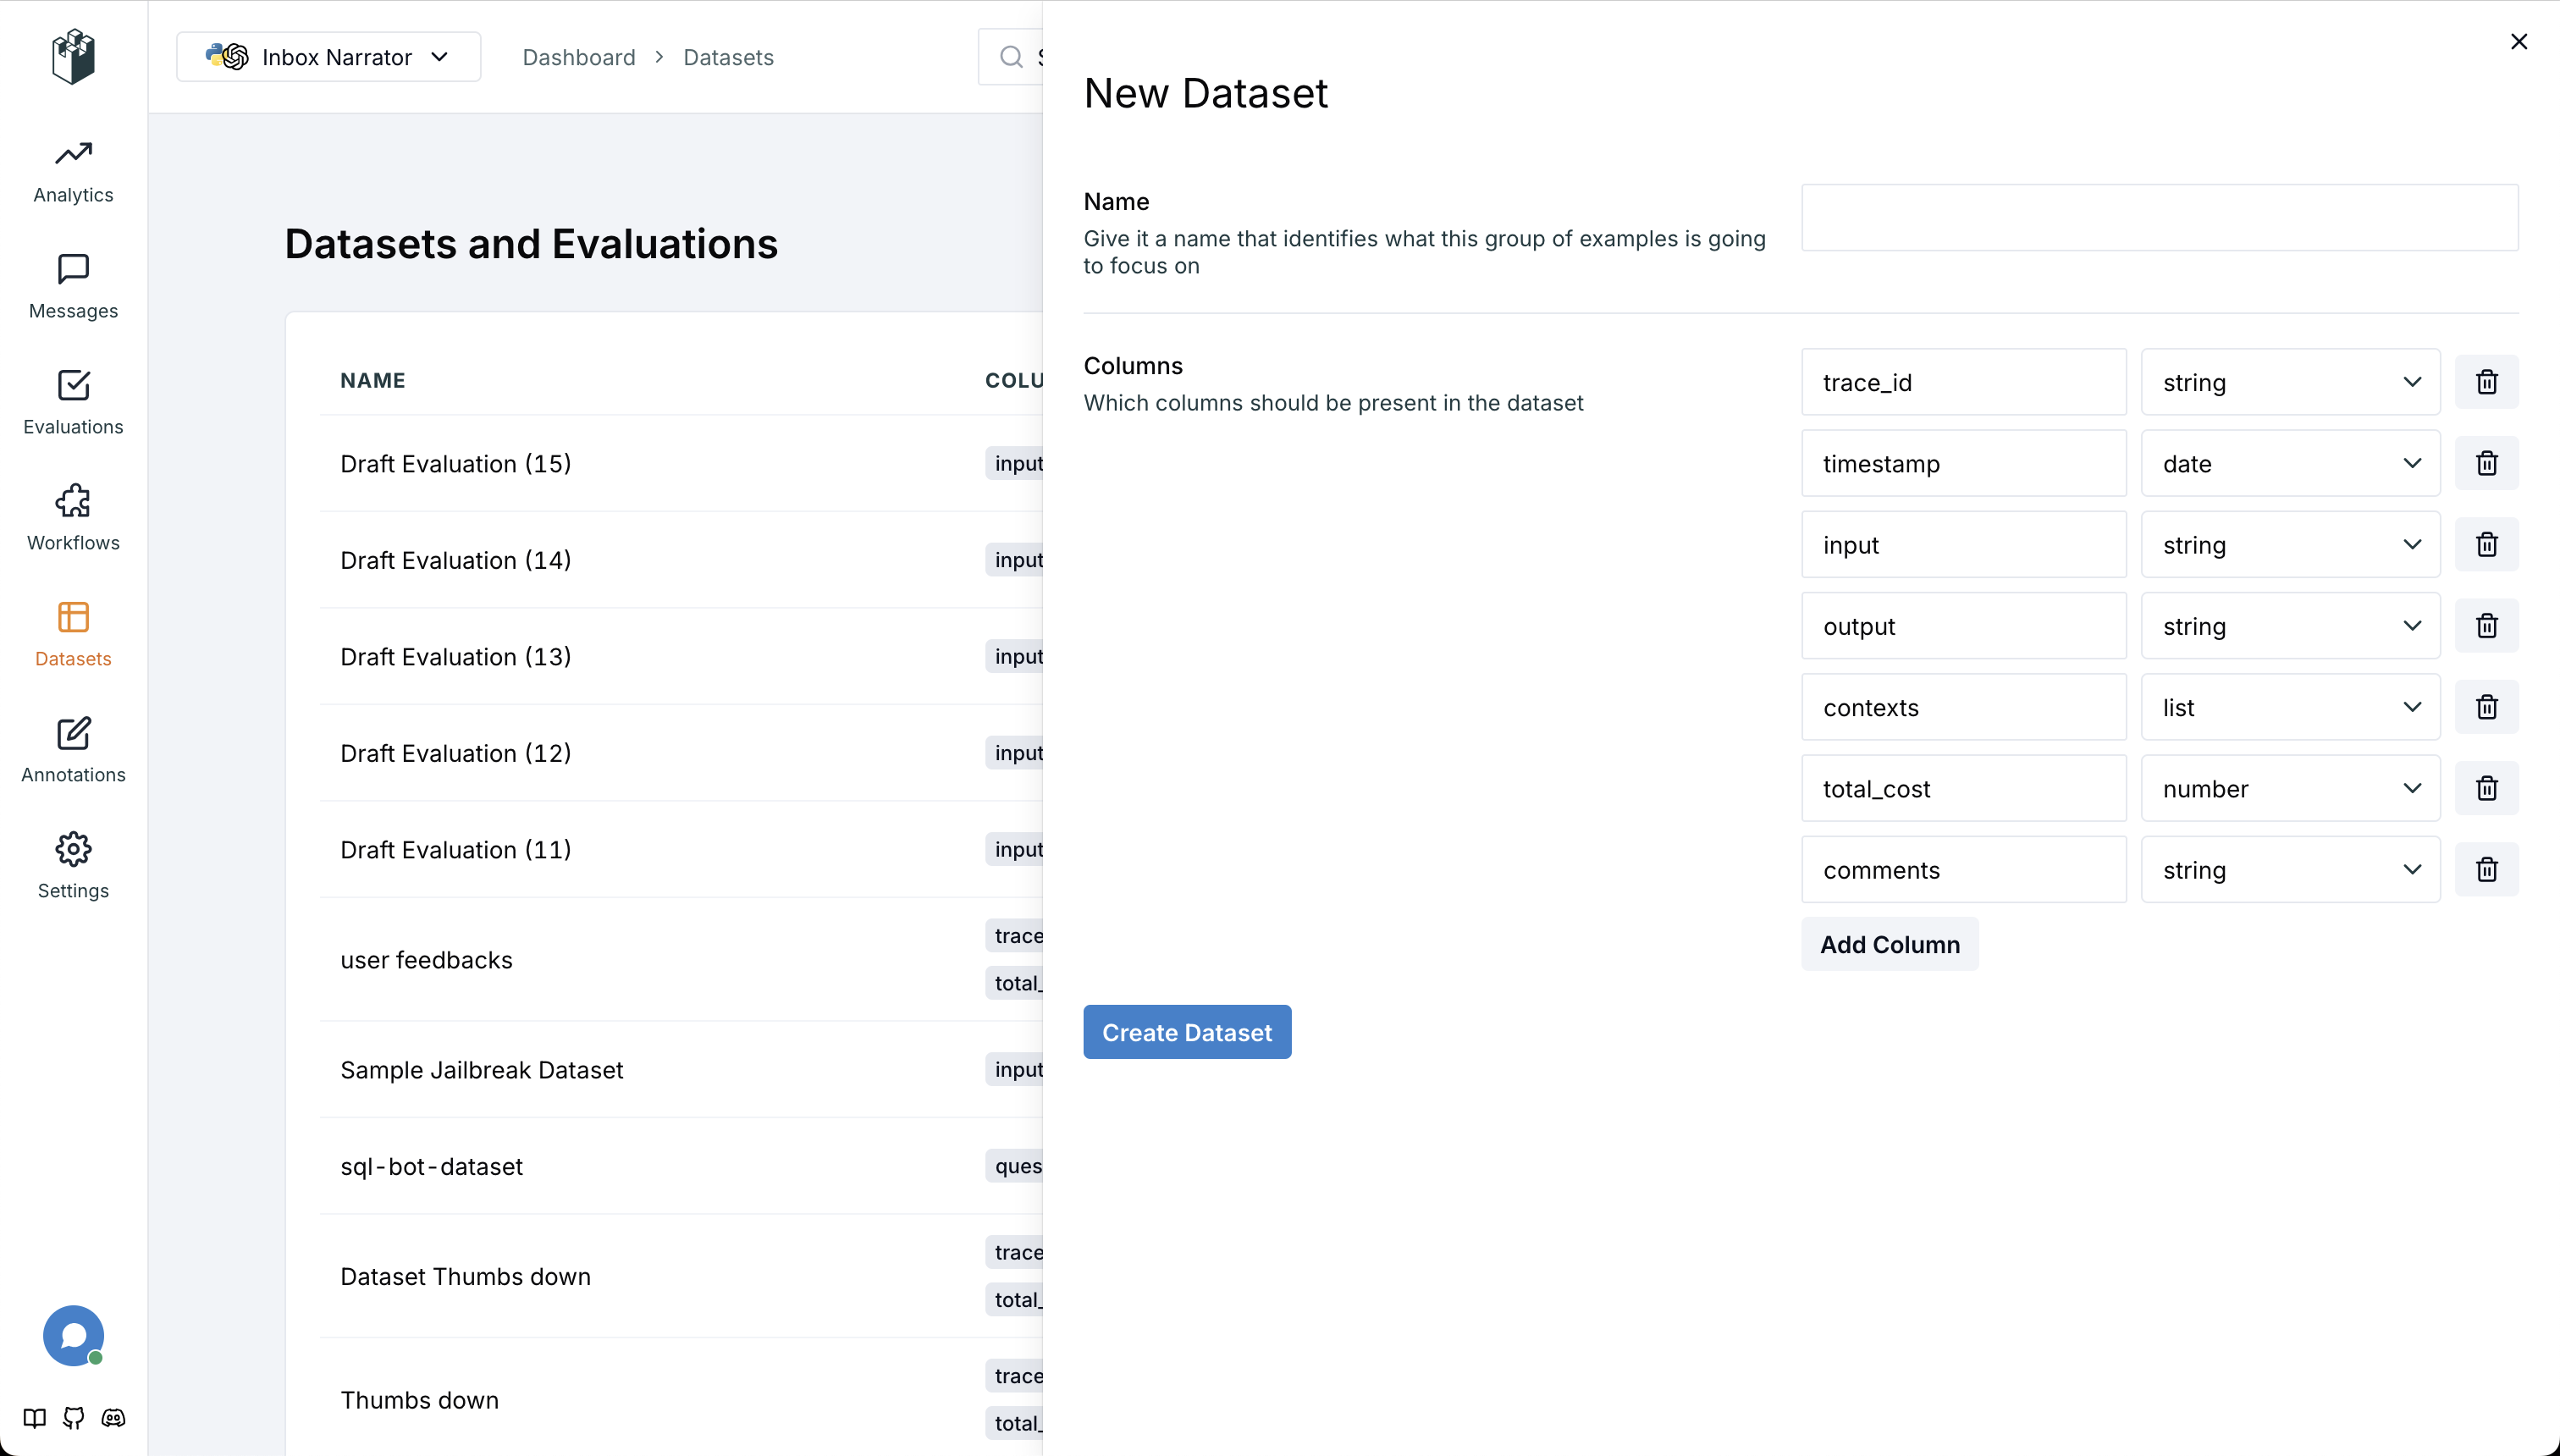 Inbox Narrator
Dashboard > Datasets
Analytics
Messages
Evaluations
Workflows
Datasets
Annotations
Settings
Datasets and Evaluations
NAME
COLU
Draft Evaluation (15)
input
Draft Evaluation (14)
input
Draft Evaluation (13)
input
Draft Evaluation (12)
input
Draft Evaluation (11)
input
user feedbacks
trace
total_
Sample Jailbreak Dataset
input
sql-bot-dataset
ques
Dataset Thumbs down
trace
total_
Thumbs down
trace
total_
New Dataset
Name
Give it a name that identifies what this group of examples is going
to focus on
Columns
Which columns should be present in the dataset
trace_id string
timestamp date
input string
output string
contexts list
total_cost number
comments string
Add Column
Create Dataset